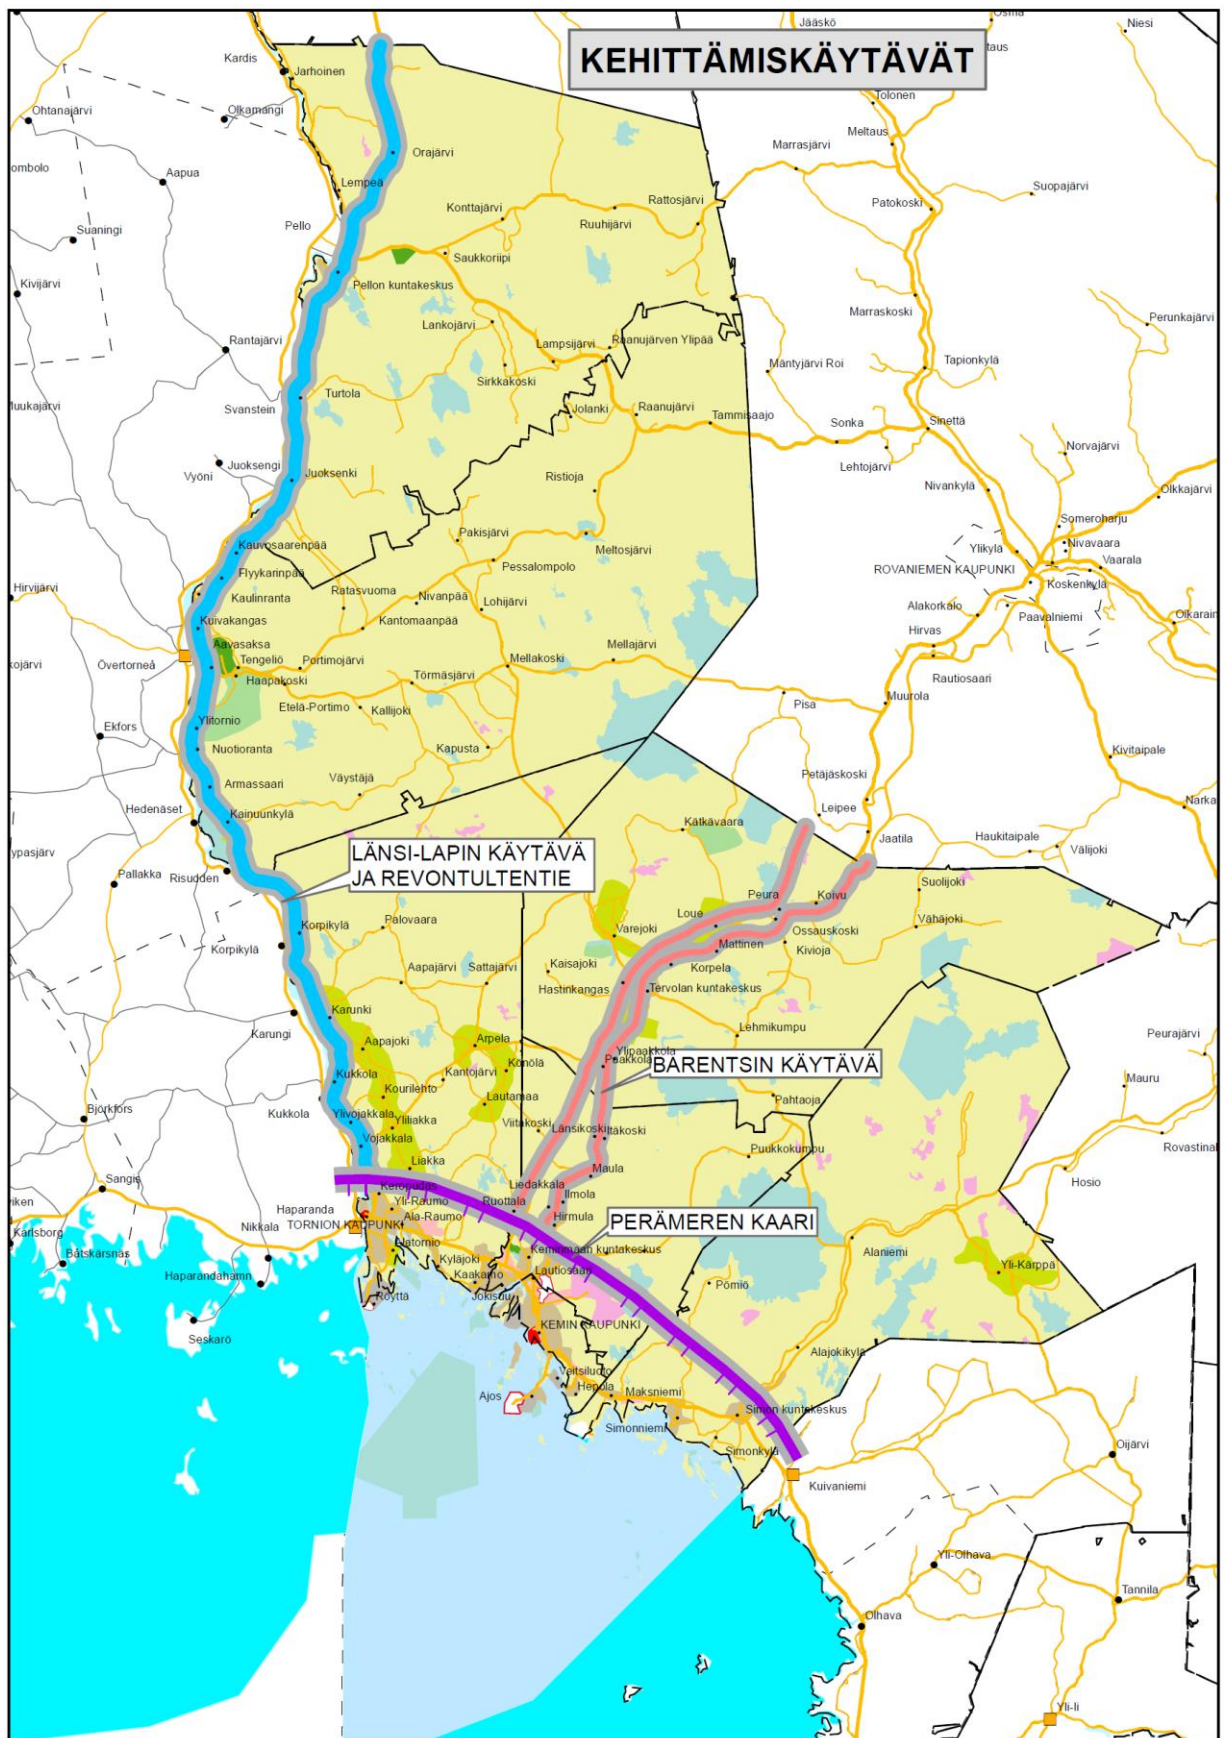 Jääskö
Niesi
KEHITTÄMISKÄYTÄVÄT
Kardis
Jarhoinen
Tolonen
Ohtanajärvi
Olkamangi
Meltaus
Orajärvi
Marrasjärvi
Aapua
Lempeä
Suopajärvi
Rattosjärvi
Konttajärvi
Patokoski
Pello
Ruuhijärvi
Suaningi
Saukkoriipi
Kivijärvi
Pellon kuntakeskus
Marraskoski
Perunkajärvi
Lankojärvi
Rantajärvi
Lampsijärvi
Raanujärven Ylipää
Mäntyjärvi Roi
Tapionkylä
Sirkkakoski
Turtola
Svanstein
Jolanki
Raanujärvi
Tammisaajo
Sonka
Sinettä
Norvajärvi
Juoksengi
Lehtojärvi
Vyöni
Juoksenki
Ristioja
Nivankylä
Olkkajärvi
Someroharju
Pakisjärvi
Nivavaara
Kauvosaarenpää
Meltosjärvi
Ylikylä
Vaarala
Pessalompolo
ROVANIEMEN KAUPUNKI
Flyykarinpää
Koskenkylä
Hirvijärvi
Ratasvuoma
Nivanpää
Kaulinranta
Lohijärvi
Alakorkalo
Paavalniemi
Kuivakangas
Kantomaanpää
Hirvas
Aavasaksa
Mellajärvi
Övertorneå
Tengeliö
Portimojärvi
Mellakoski
Rautiosaari
Haapakoski
Törmäsjärvi
Muurola
Etelä-Portimo
Kallijoki
Pisa
Ylitornio
Ekfors
Nuotioranta
Kapusta
Kivitaipale
Väystäjä
Petäjäskoski
Armassaari
Hedenäset
Kainuunkylä
Leipee
Kätkävaara
Jaatila
Haukitaipale
Välijoki
LÄNSI-LAPIN KÄYTÄVÄ
JA REVONTULTENTIE
Pallakka
Risudden
Suolijoki
Peura
Koivu
Loue
Palovaara
Vähäjoki
Korpikylä
Varejoki
Ossauskoski
Korpikylä
Mattinen
Kivioja
Aapajärvi
Sattajärvi
Kaisajoki
Korpela
Hastinkangas
Tervolan kuntakeskus
Karunki
Karungi
Lehmikumpu
Peurajärvi
Aapajoki
Arpela
Ylipaakkola
Paakkola
BARENTSIN KÄYTÄVÄ
Könölä
Kukkola
Kantojärvi
Mauru
Kourilehto
Lautamaa
Pahtaoja
Björkfors
Kukkola
Ylivojakkala
Yliliakka
Viitakoski
Länsikoski
Itäkoski
Vojakkala
Puukkokumpu
Liakka
Maula
Hosio
Sangis
Keropudas
Liedakkala
Yli-Raumo
Ruottala
Ilmola
Haparanda
Ala-Raumo
Hirmula
PERÄMEREN KAARI
Karlsborg
Nikkala
TORNION KAUPUNKI
Båtskärsnäs
Alatornio
Kyläjoki
Keminmaan kuntakeskus
Alaniemi
Haparandahamn
Kaakamo
Lautiosaari
Yli-Kärppä
Röyttä
Jokisuu
Pömiö
Seskarö
KEMIN KAUPUNKI
Alajokikylä
Veitsiluoto
Ajos
Hepola
Maksniemi
Simon kuntakeskus
Simonniemi
Simonkylä
Oijärvi
Kuivaniemi
Yli-Olhava
Tannila
Olhava
Yli-Ii